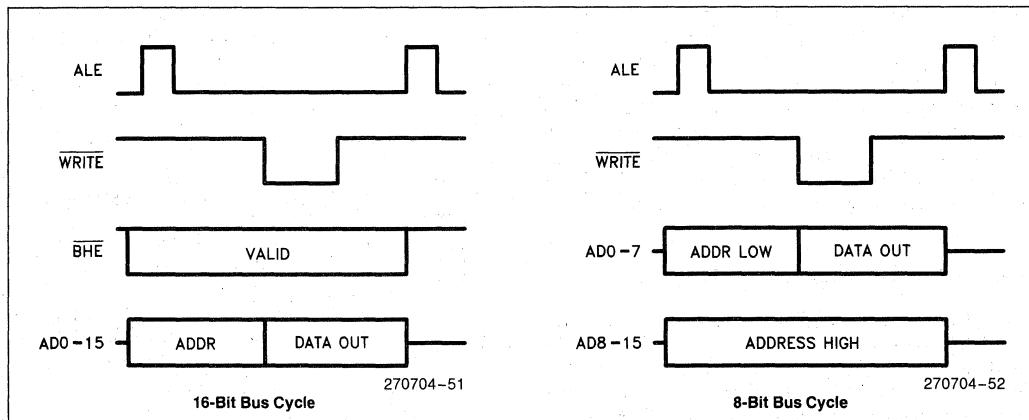 ALE
WRITE
BHE
VALID
AD0-15
ADDR
DATA OUT
270704-51
16-Bit Bus Cycle
ALE
WRITE
AD0-7
ADDR LOW
DATA OUT
AD8-15
ADDRESS HIGH
270704-52
8-Bit Bus Cycle